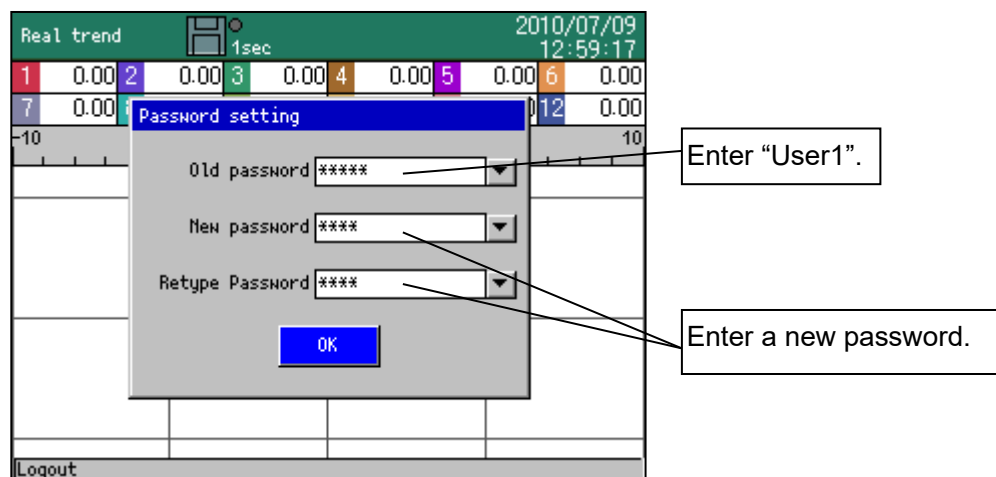 Real trend 1sec 2010/07/09
12:59:17
1 0.00 2 0.00 3 0.00 4 0.00 5 0.00 6 0.00
7 0.00 12 0.00
Password setting
-10 10
Old password *****
Enter “User1”.
New password ****
Retype Password ****
Enter a new password.
OK
Logout